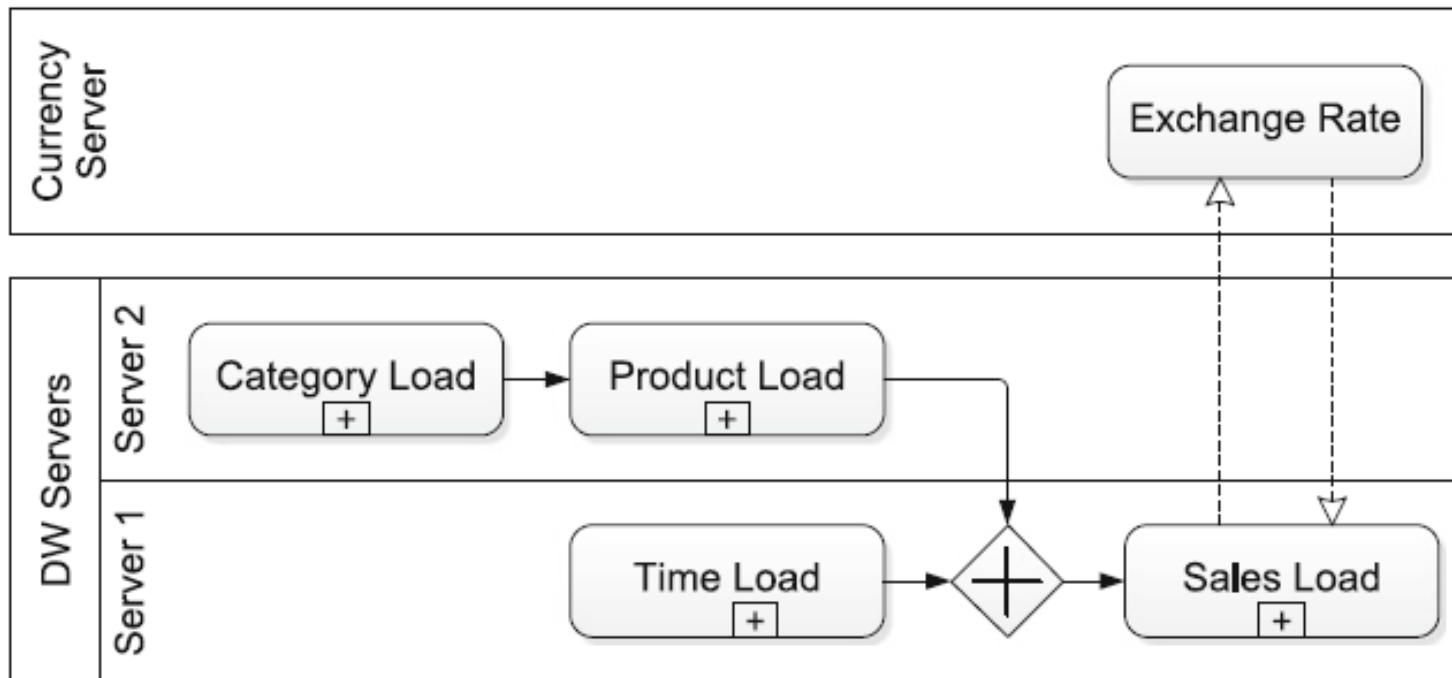 Currency
Server
Exchange Rate
DW Servers
Server 2
Category Load
+
Product Load
+
Server 1
Time Load
+
Sales Load
+